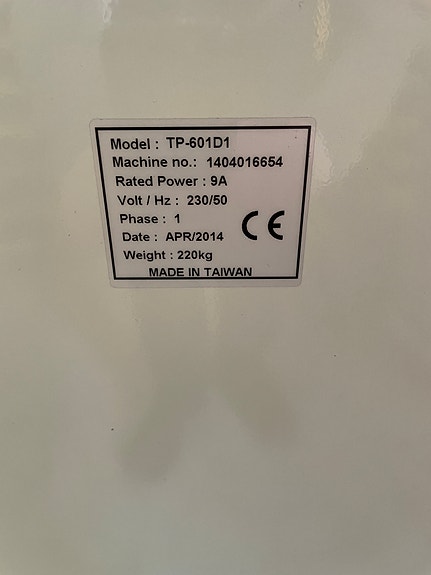 Model : TP-601D1
Machine no.: 1404016654
Rated Power : 9A
Volt / Hz : 230/50
Phase : 1
Date : APR/2014
CE
Weight : 220kg
MADE IN TAIWAN